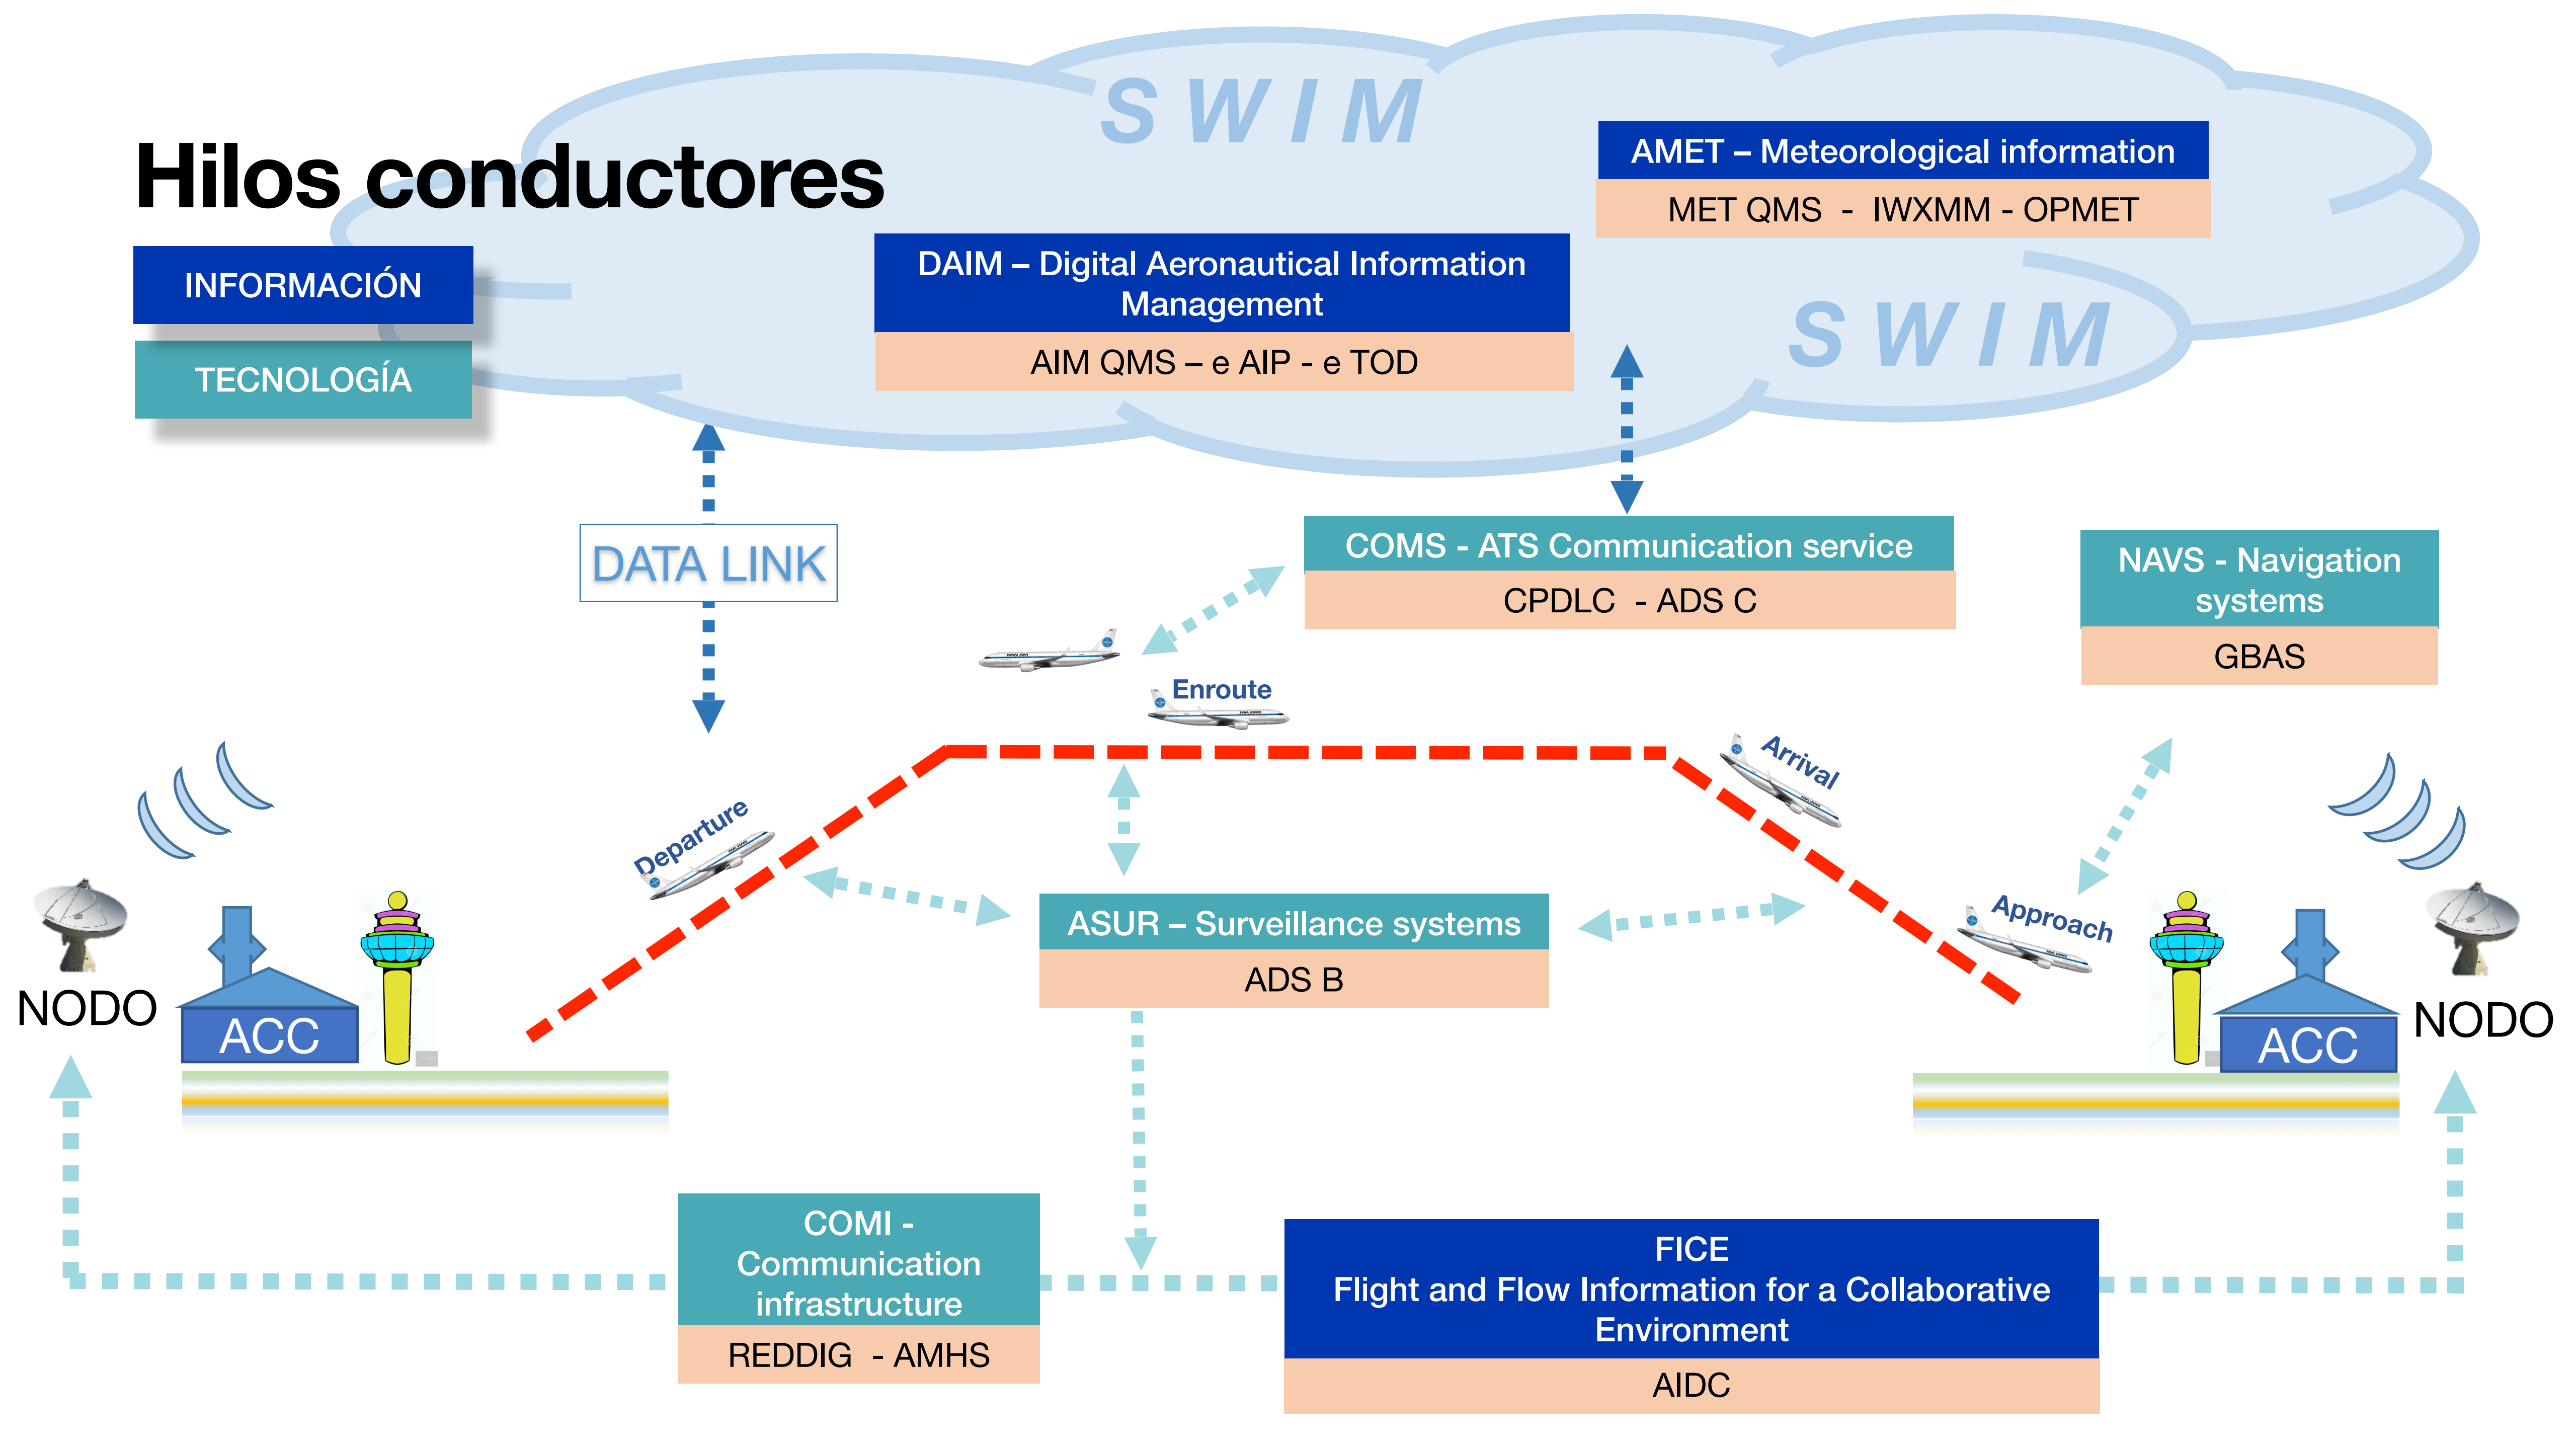 S W I M
Hilos conductores
AMET – Meteorological information
MET QMS - IWXMM - OPMET
INFORMACIÓN
TECNOLOGÍA
DAIM – Digital Aeronautical Information
Management
AIM QMS – e AIP - e TOD
S W I M
DATA LINK
COMS - ATS Communication service
CPDLC - ADS C
NAVS - Navigation
systems
GBAS
Enroute
Arrival
Departure
Approach
ASUR – Surveillance systems
ADS B
NODO
ACC
ACC
NODO
COMI -
Communication
infrastructure
REDDIG - AMHS
FICE
Flight and Flow Information for a Collaborative
Environment
AIDC